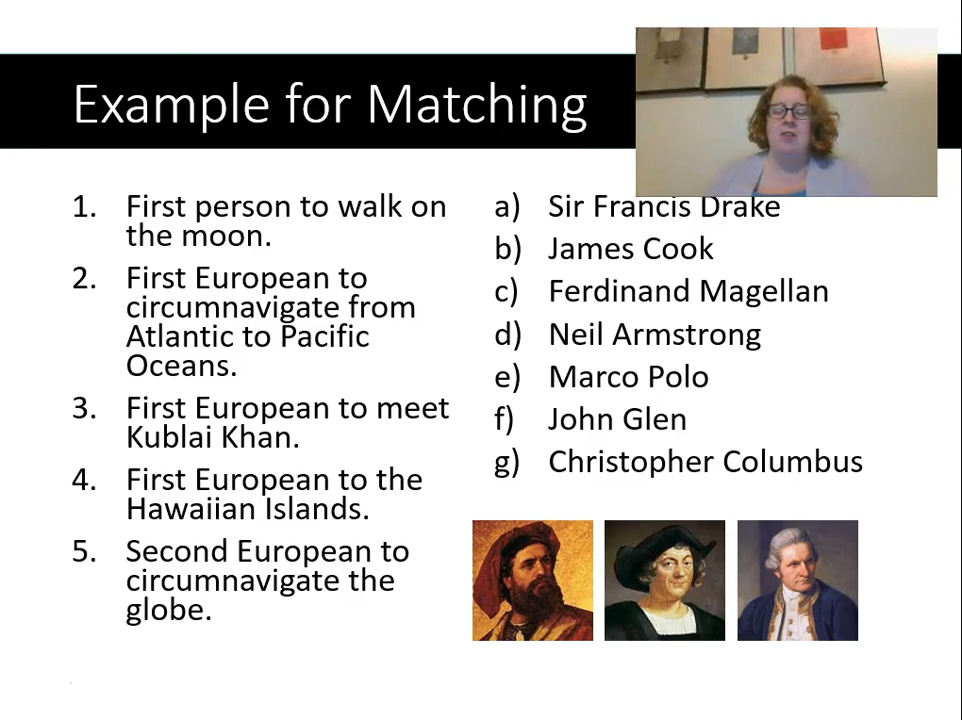 Example for Matching
1. First person to walk on
the moon.
2. First European to
circumnavigate from
Atlantic to Pacific
Oceans.
3. First European to meet
Kublai Khan.
4. First European to the
Hawaiian Islands.
5. Second European to
circumnavigate the
globe.
a) Sir Francis Drake
b) James Cook
c) Ferdinand Magellan
d) Neil Armstrong
e) Marco Polo
f) John Glen
g) Christopher Columbus